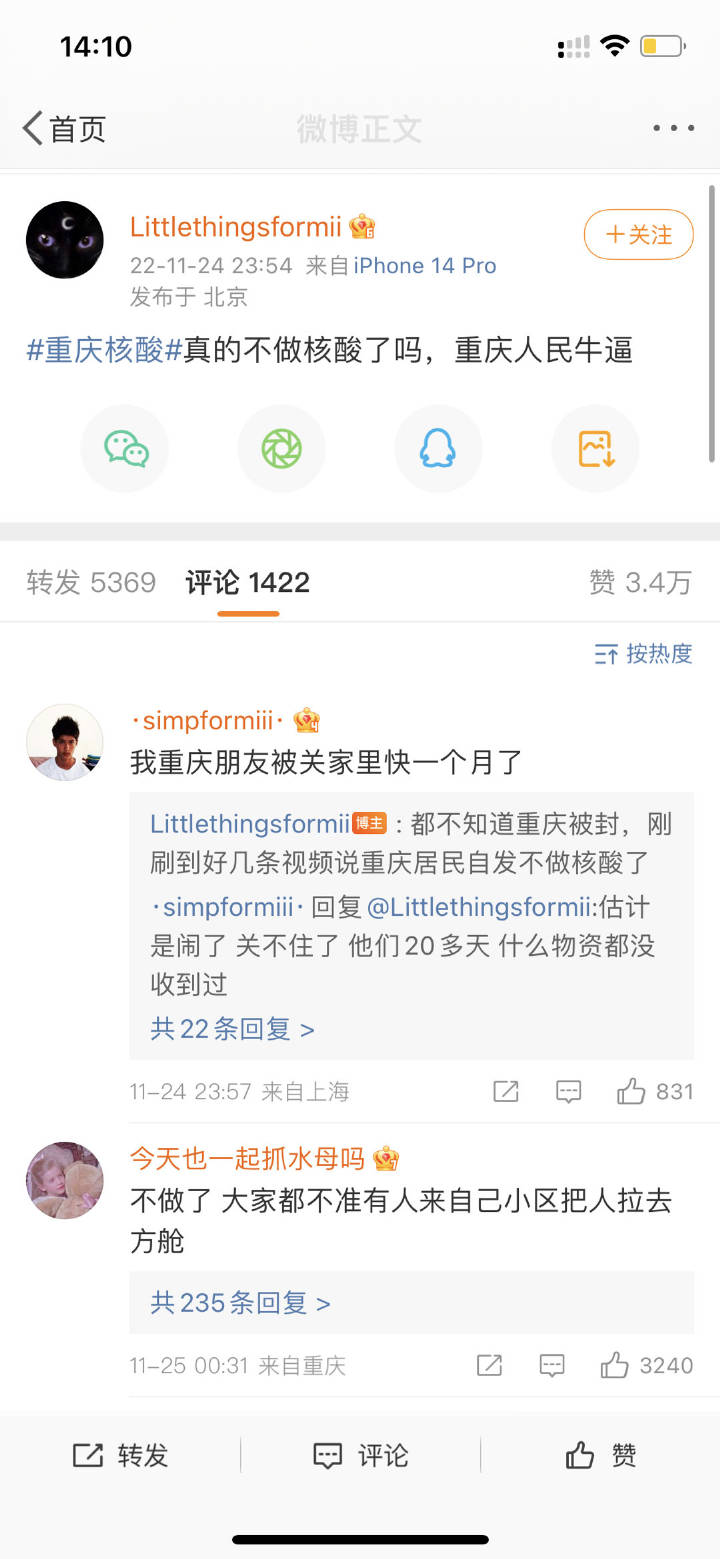 14:10
首页
微博正文
Littlethingsformii
+关注
22-11-24 23:54 来自iPhone 14 Pro
发布于 北京
#重庆核酸#真的不做核酸了吗，重庆人民牛逼
转发 5369 评论 1422 赞 3.4万
按热度
·simpformiii·
我重庆朋友被关家里快一个月了
Littlethingsformii博主：都不知道重庆被封，刚
刷到好几条视频说重庆居民自发不做核酸了
·simpformiii· 回复@Littlethingsformii:估计
是闹了 关不住了 他们20多天 什么物资都没
收到过
共22条回复 >
11-24 23:57 来自上海 831
今天也一起抓水母吗
不做了 大家都不准有人来自己小区把人拉去
方舱
共235条回复 >
11-25 00:31 来自重庆 3240
转发 评论 赞